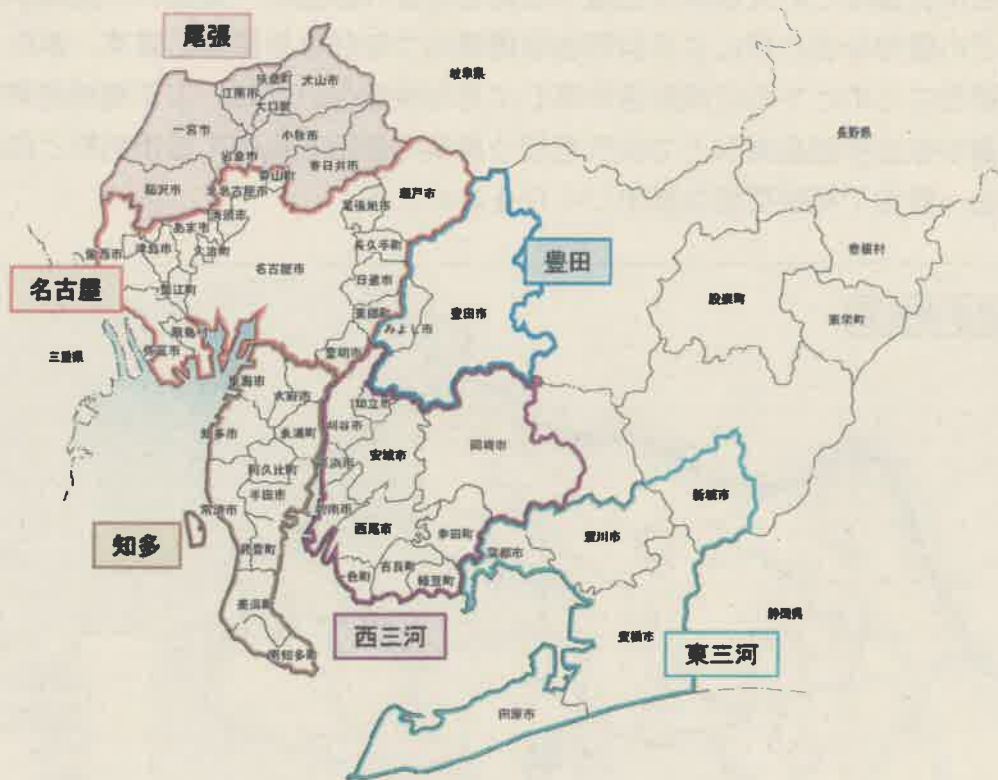 尾張
岐阜県
扶桑町
犬山市
江南市
大口町
一宮市
小牧市
岩倉市
春日井市
豊山町
稲沢市
北名古屋市
瀬戸市
清須市
尾張旭市
あま市
愛西市
津島市
大治町
長久手町
名古屋市
日進市
蟹江町
東郷町
みよし市
飛島村
弥富市
豊明市
名古屋
三重県
豊田
豊田市
長野県
豊根村
設楽町
東栄町
東海市
大府市
知立市
刈谷市
知多市
東浦町
安城市
岡崎市
高浜市
阿久比町
半田市
碧南市
常滑市
西尾市
幸田町
新城市
豊川市
蒲郡市
知多
武豊町
一色町
吉良町
幡豆町
美浜町
南知多町
西三河
静岡県
豊橋市
東三河
田原市